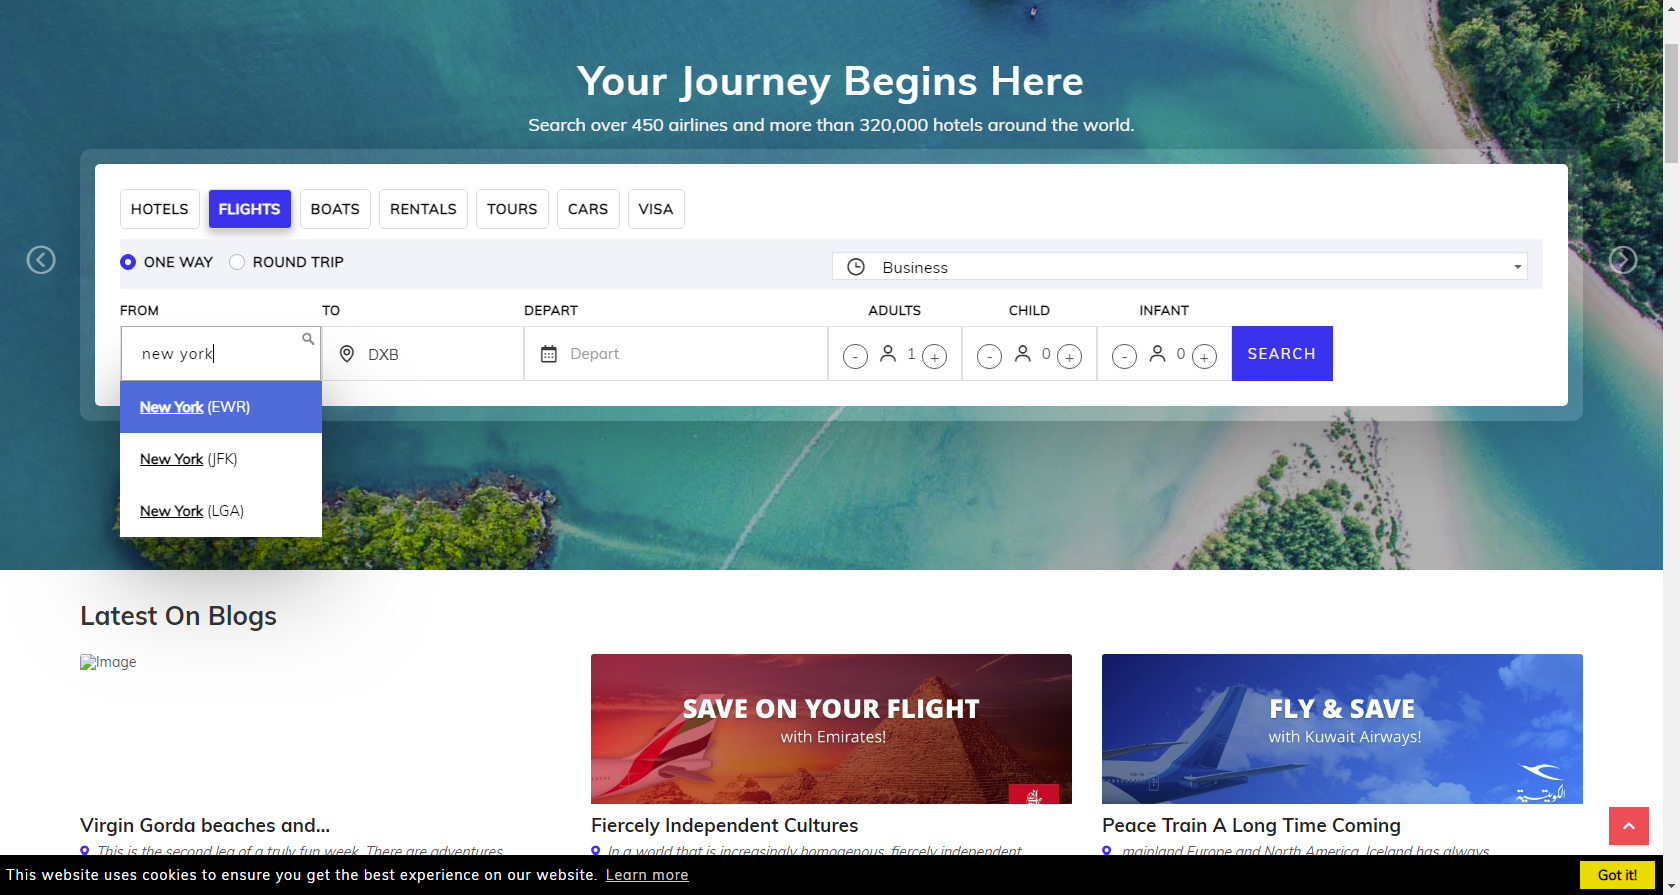 Your Journey Begins Here
Search over 450 airlines and more than 320,000 hotels around the world.
HOTELS
FLIGHTS
BOATS
RENTALS
TOURS
CARS
VISA
ONE WAY
ROUND TRIP
Business
FROM
TO
DEPART
ADULTS
CHILD
INFANT
new york
DXB
Depart
- 1 +
- 0 +
- 0 +
SEARCH
New York (EWR)
New York (JFK)
New York (LGA)
Latest On Blogs
Image
SAVE ON YOUR FLIGHT
with Emirates!
FLY & SAVE
with Kuwait Airways!
الكويتية
Virgin Gorda beaches and...
Fiercely Independent Cultures
Peace Train A Long Time Coming
This is the second leg of a truly fun week. There are adventures
In a world that is increasingly homogenous, fiercely independent
mainland Europe and North America, Iceland has always
This website uses cookies to ensure you get the best experience on our website. Learn more
Got it!